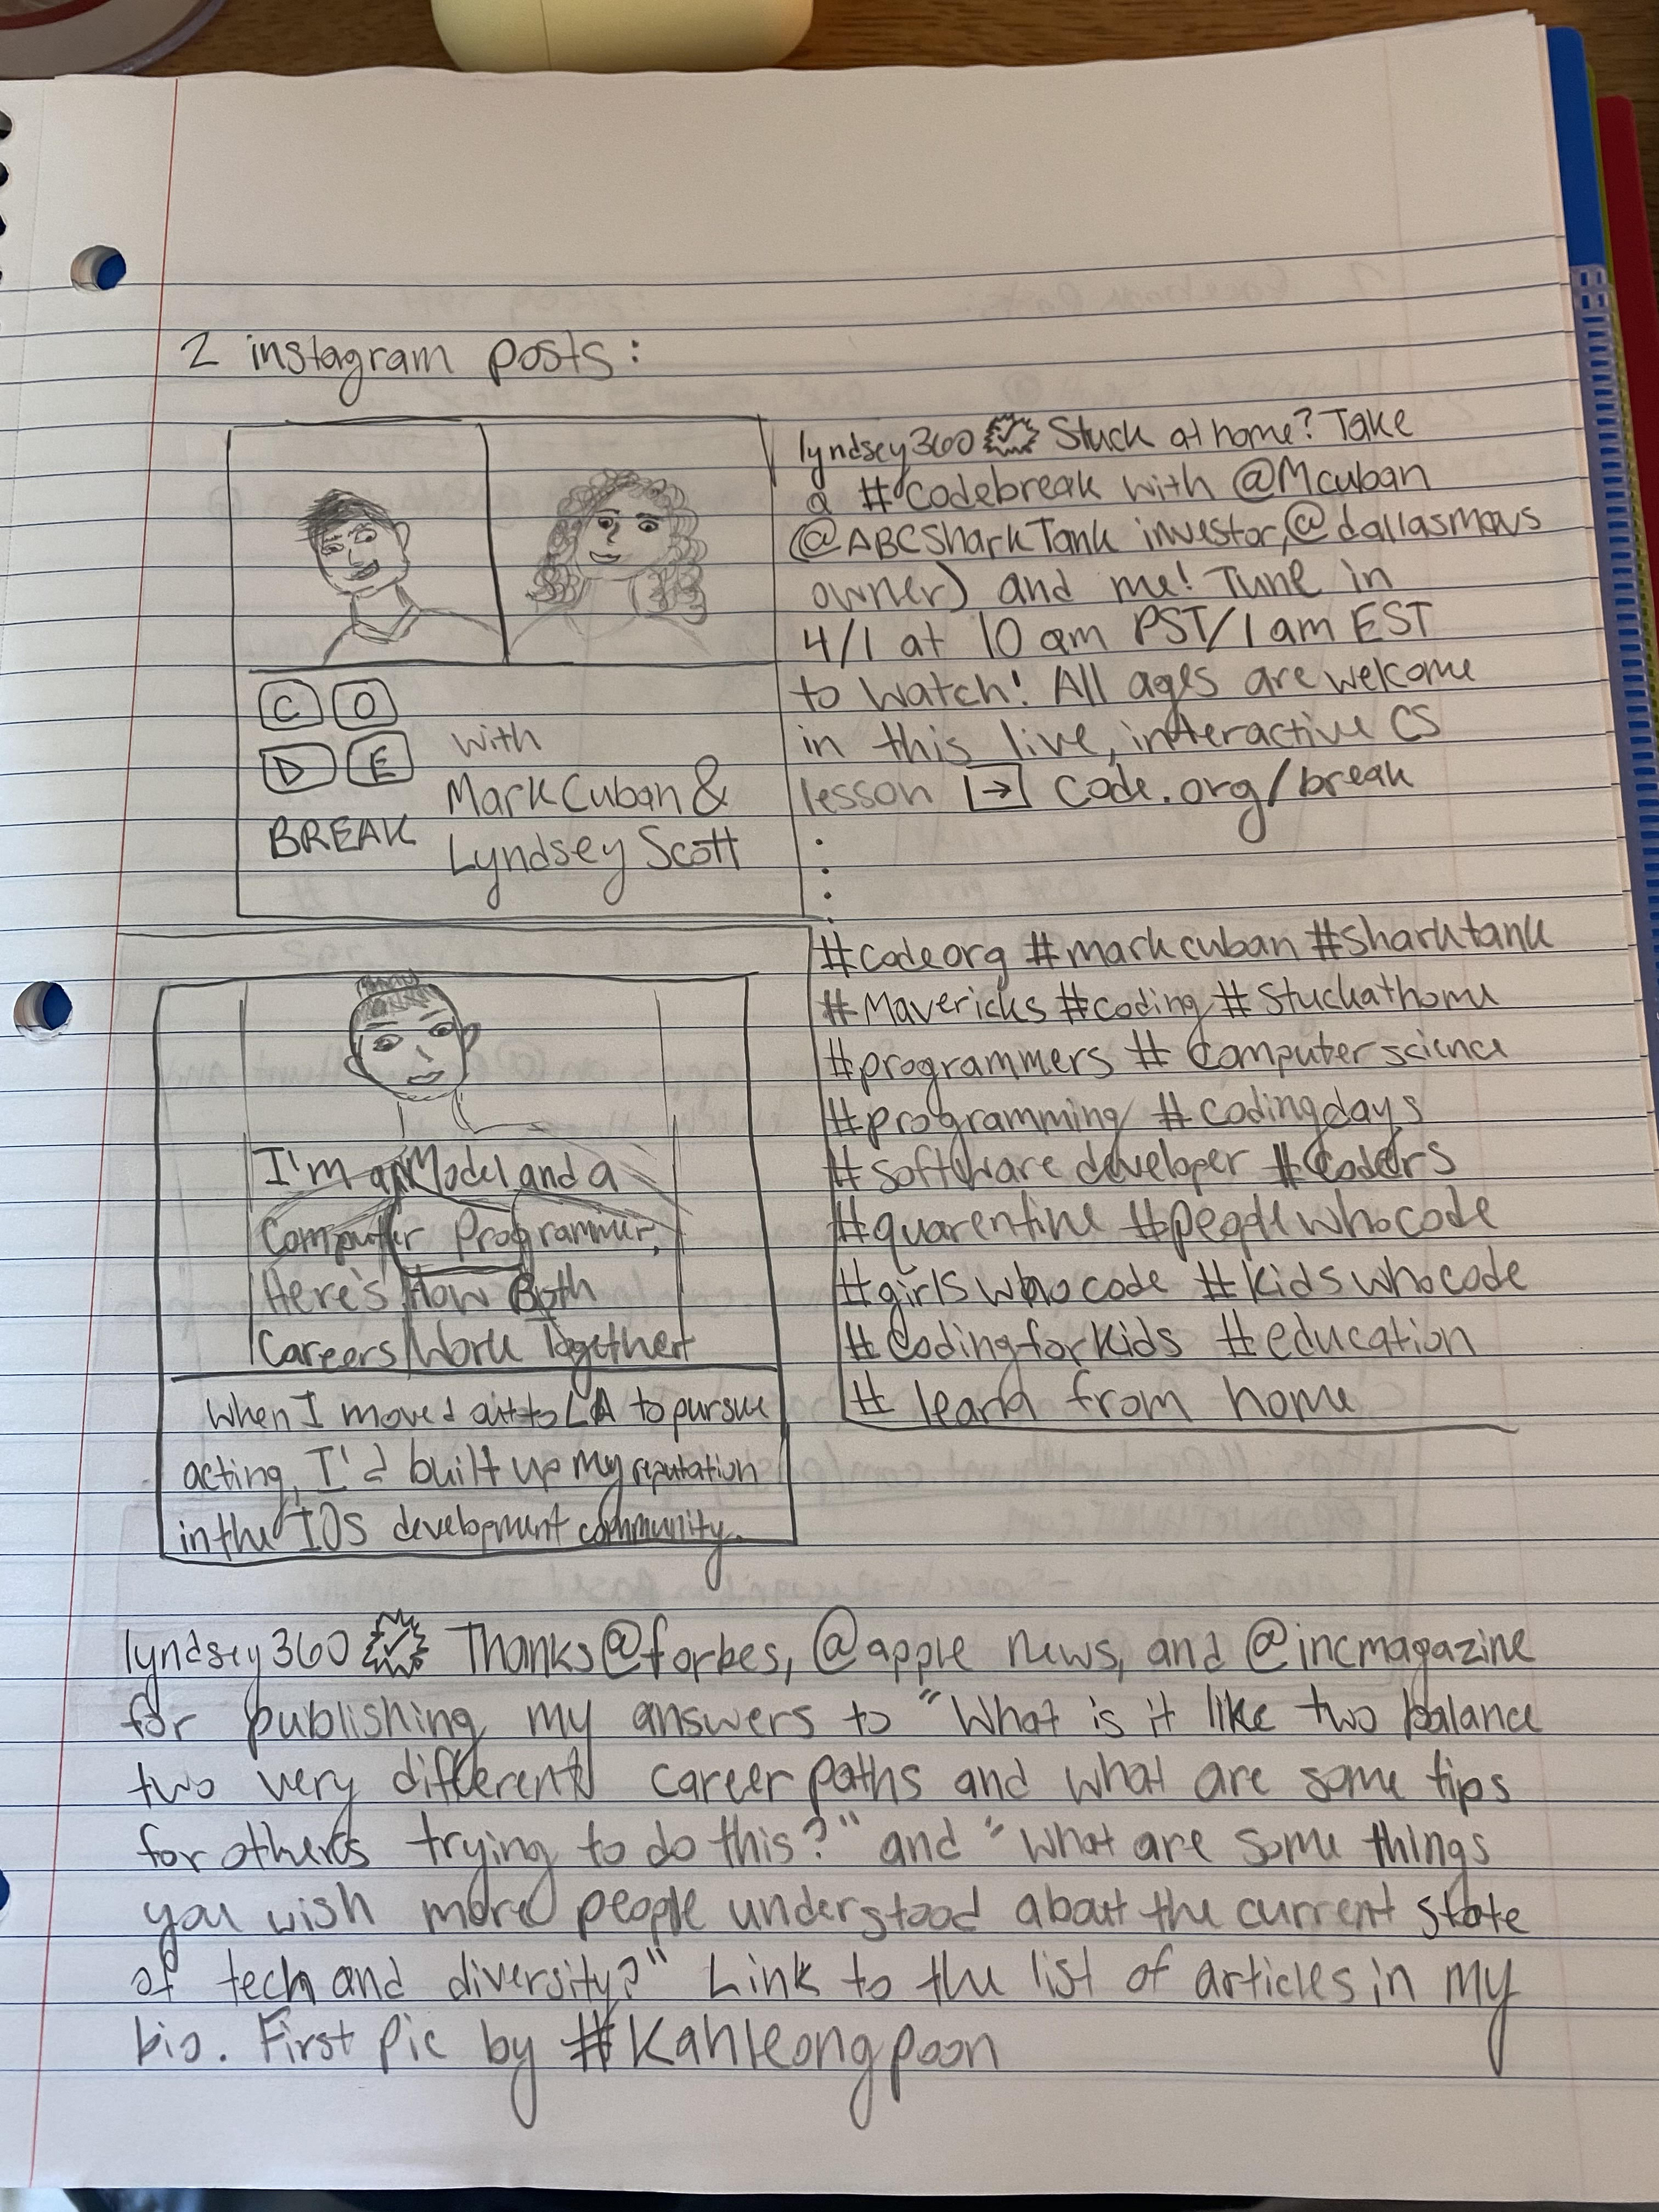 2 instagram posts:
C O
D E
BREAK
with
Mark Cuban &
Lyndsey Scott
lyndsey360 Stuck at home? Take
a #Codebreak with @Mcuban
(@ABCSharkTank investor, @dallasmavs
owner) and me! Tune in
4/1 at 10 am PST/1 am EST
to watch! All ages are welcome
in this live, interactive CS
lesson → code.org/break
.
.
.
#codeorg #markcuban #sharktank
#Mavericks #coding #Stuckathome
#programmers #Computerscience
#programming #codingdays
#software developer #Coders
#quarentine #peoplewhocode
#girlswhocode #kidswhocode
#codingforkids #education
#learn from home
I'm a Model and a
Computer Programmer,
Here's How Both
Careers Work Together
When I moved out to LA to pursue
acting, I'd built up my reputation
in the IOS development community.
lyndsey360 Thanks @forbes, @apple news, and @incmagazine
for publishing my answers to "What is it like two balance
two very different career paths and what are some tips
for others trying to do this?" and "what are some things
you wish more people understood about the current state
of tech and diversity?" Link to the list of articles in my
bio. First pic by #Kahleongpoon